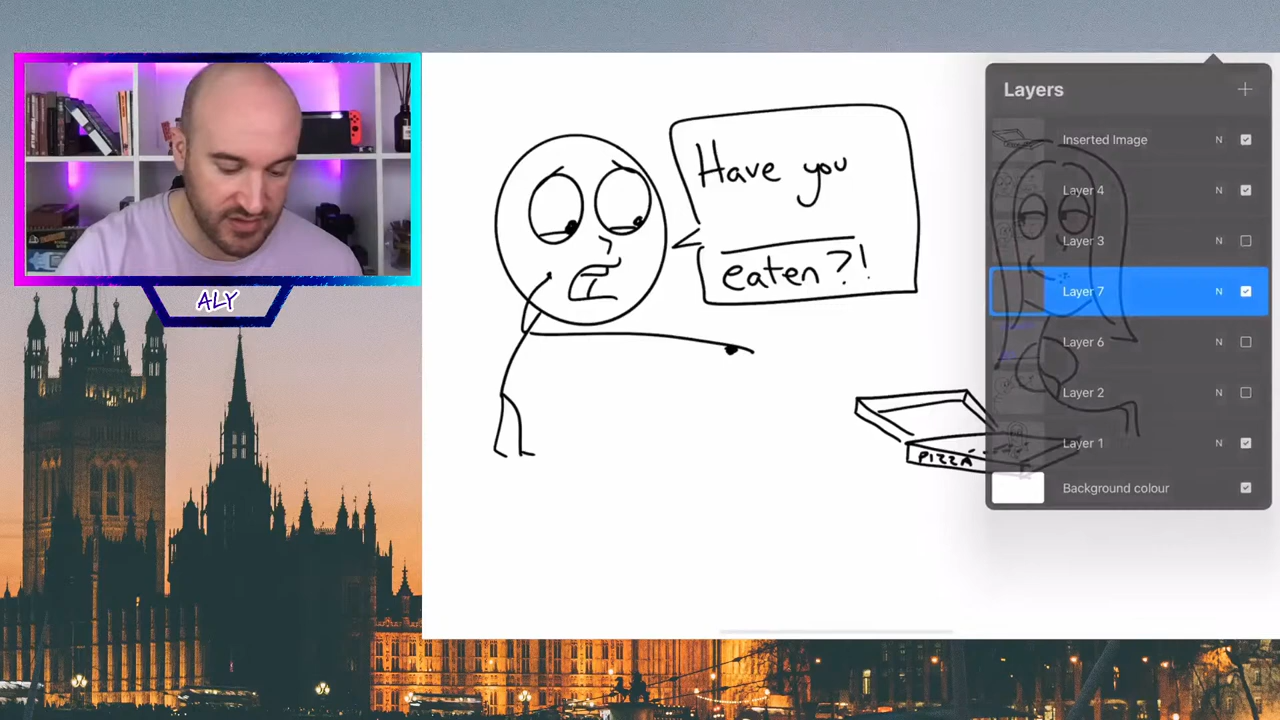 Have you
eaten?!
PIZZA
ALY
Layers
Inserted Image N
Layer 4 N
Layer 3
Layer 7 N
Layer 6 N
Layer 2 N
Layer 1 N
Background colour